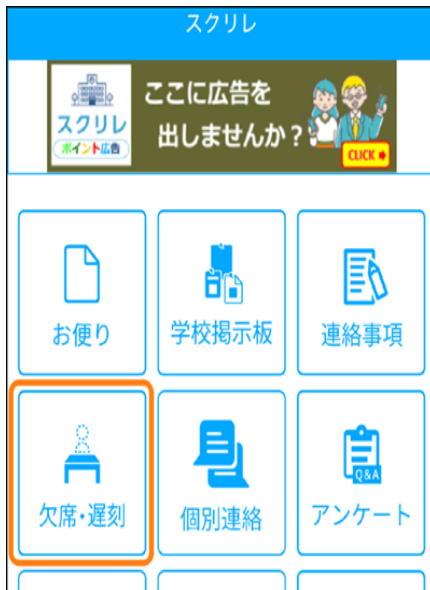 スクリレ
スクリレ
ポイント広告
ここに広告を
出しませんか?
CLICK
お便り
学校掲示板
連絡事項
欠席・遅刻
個別連絡
Q&A
アンケート